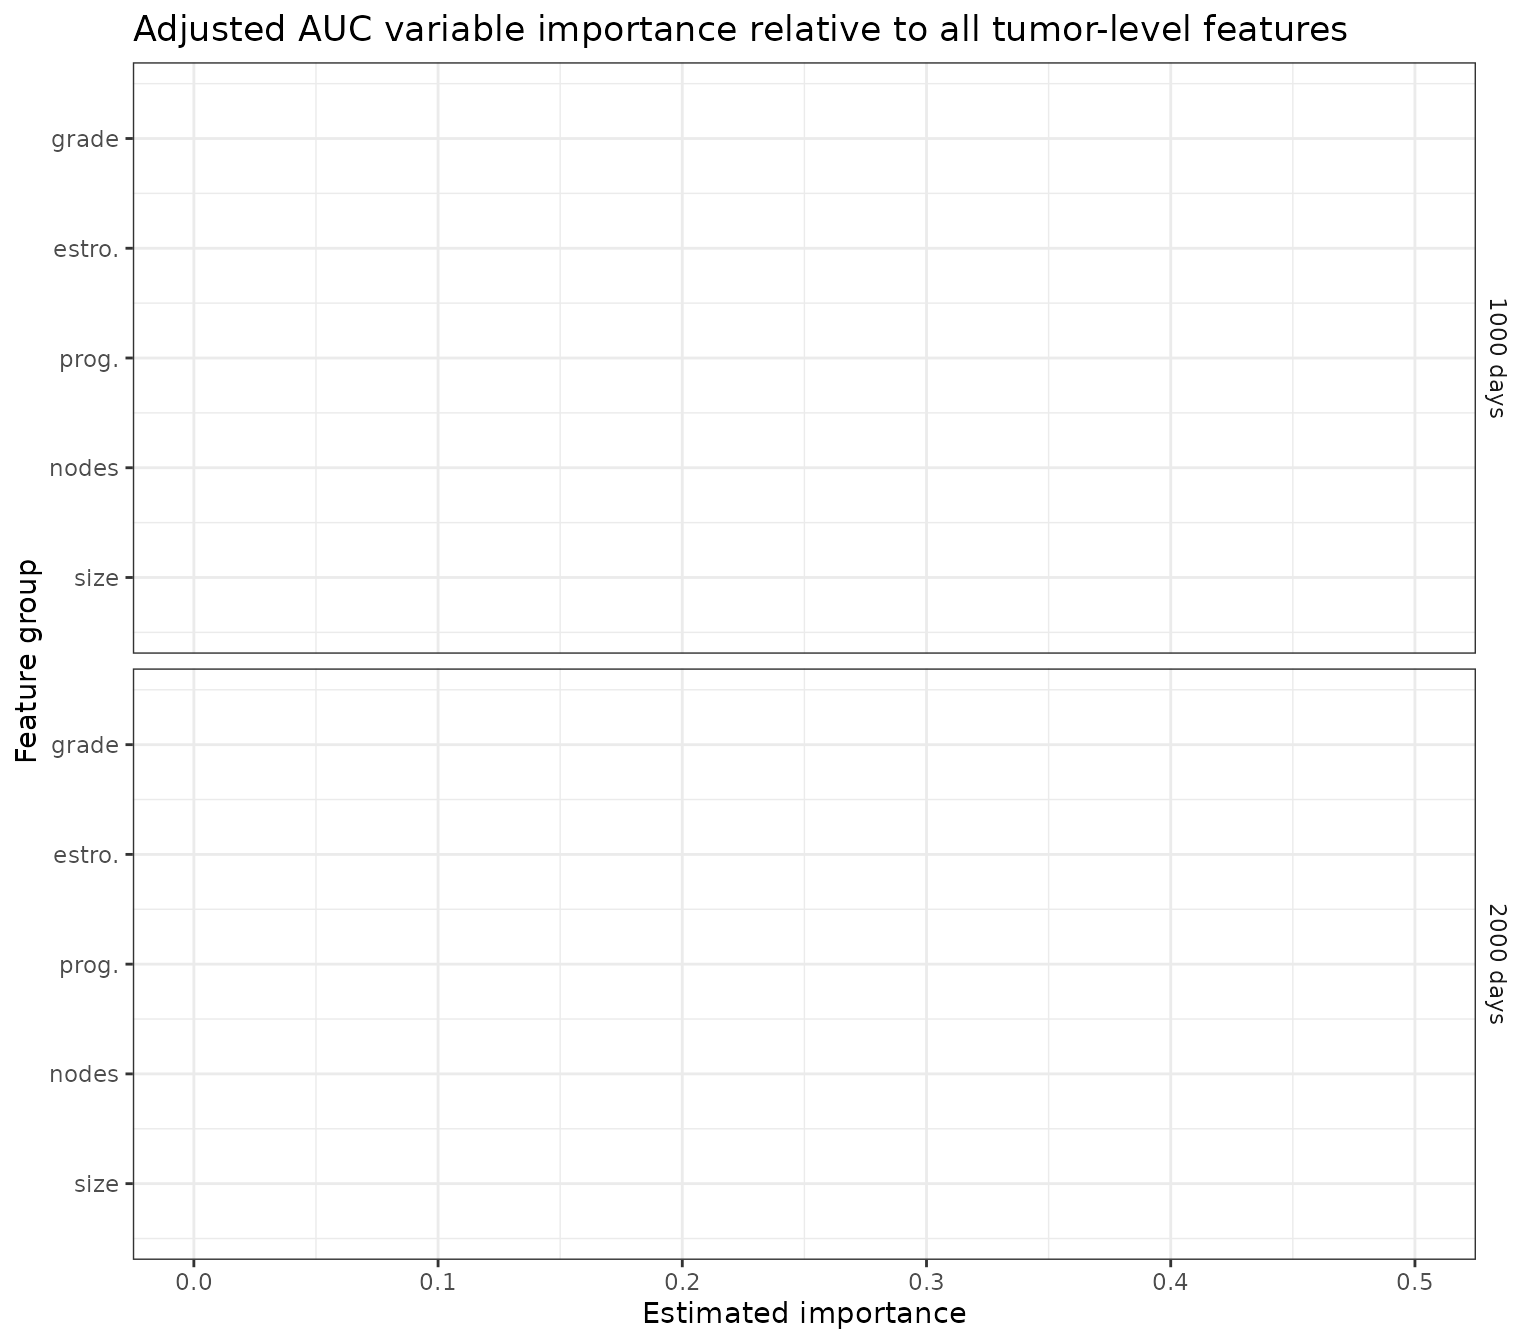 Adjusted AUC variable importance relative to all tumor-level features
Feature group
grade
estro.
prog.
nodes
size
1000 days
grade
estro.
prog.
nodes
size
2000 days
0.0 0.1 0.2 0.3 0.4 0.5
Estimated importance